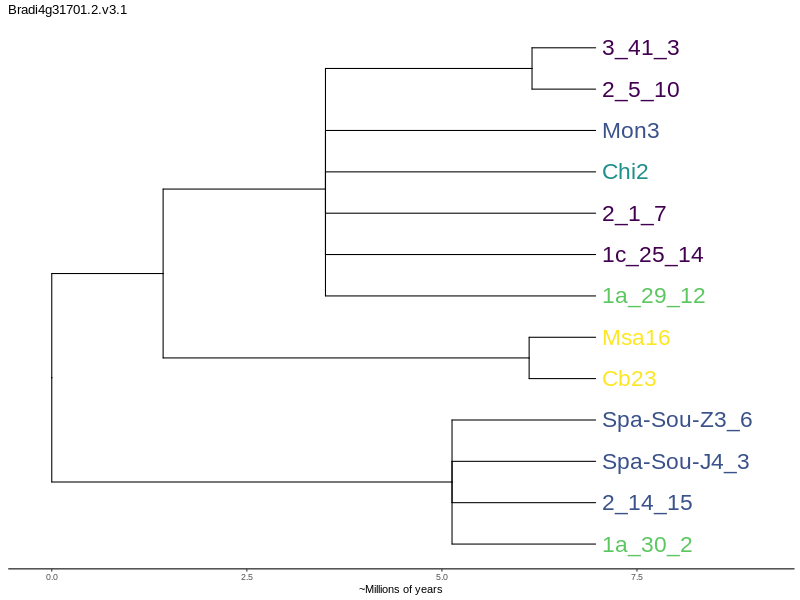 Bradi4g31701.2.v3.1
3_41_3
2_5_10
Mon3
Chi2
2_1_7
1c_25_14
1a_29_12
Msa16
Cb23
Spa-Sou-Z3_6
Spa-Sou-J4_3
2_14_15
1a_30_2
0.0 2.5 5.0 7.5
~Millions of years